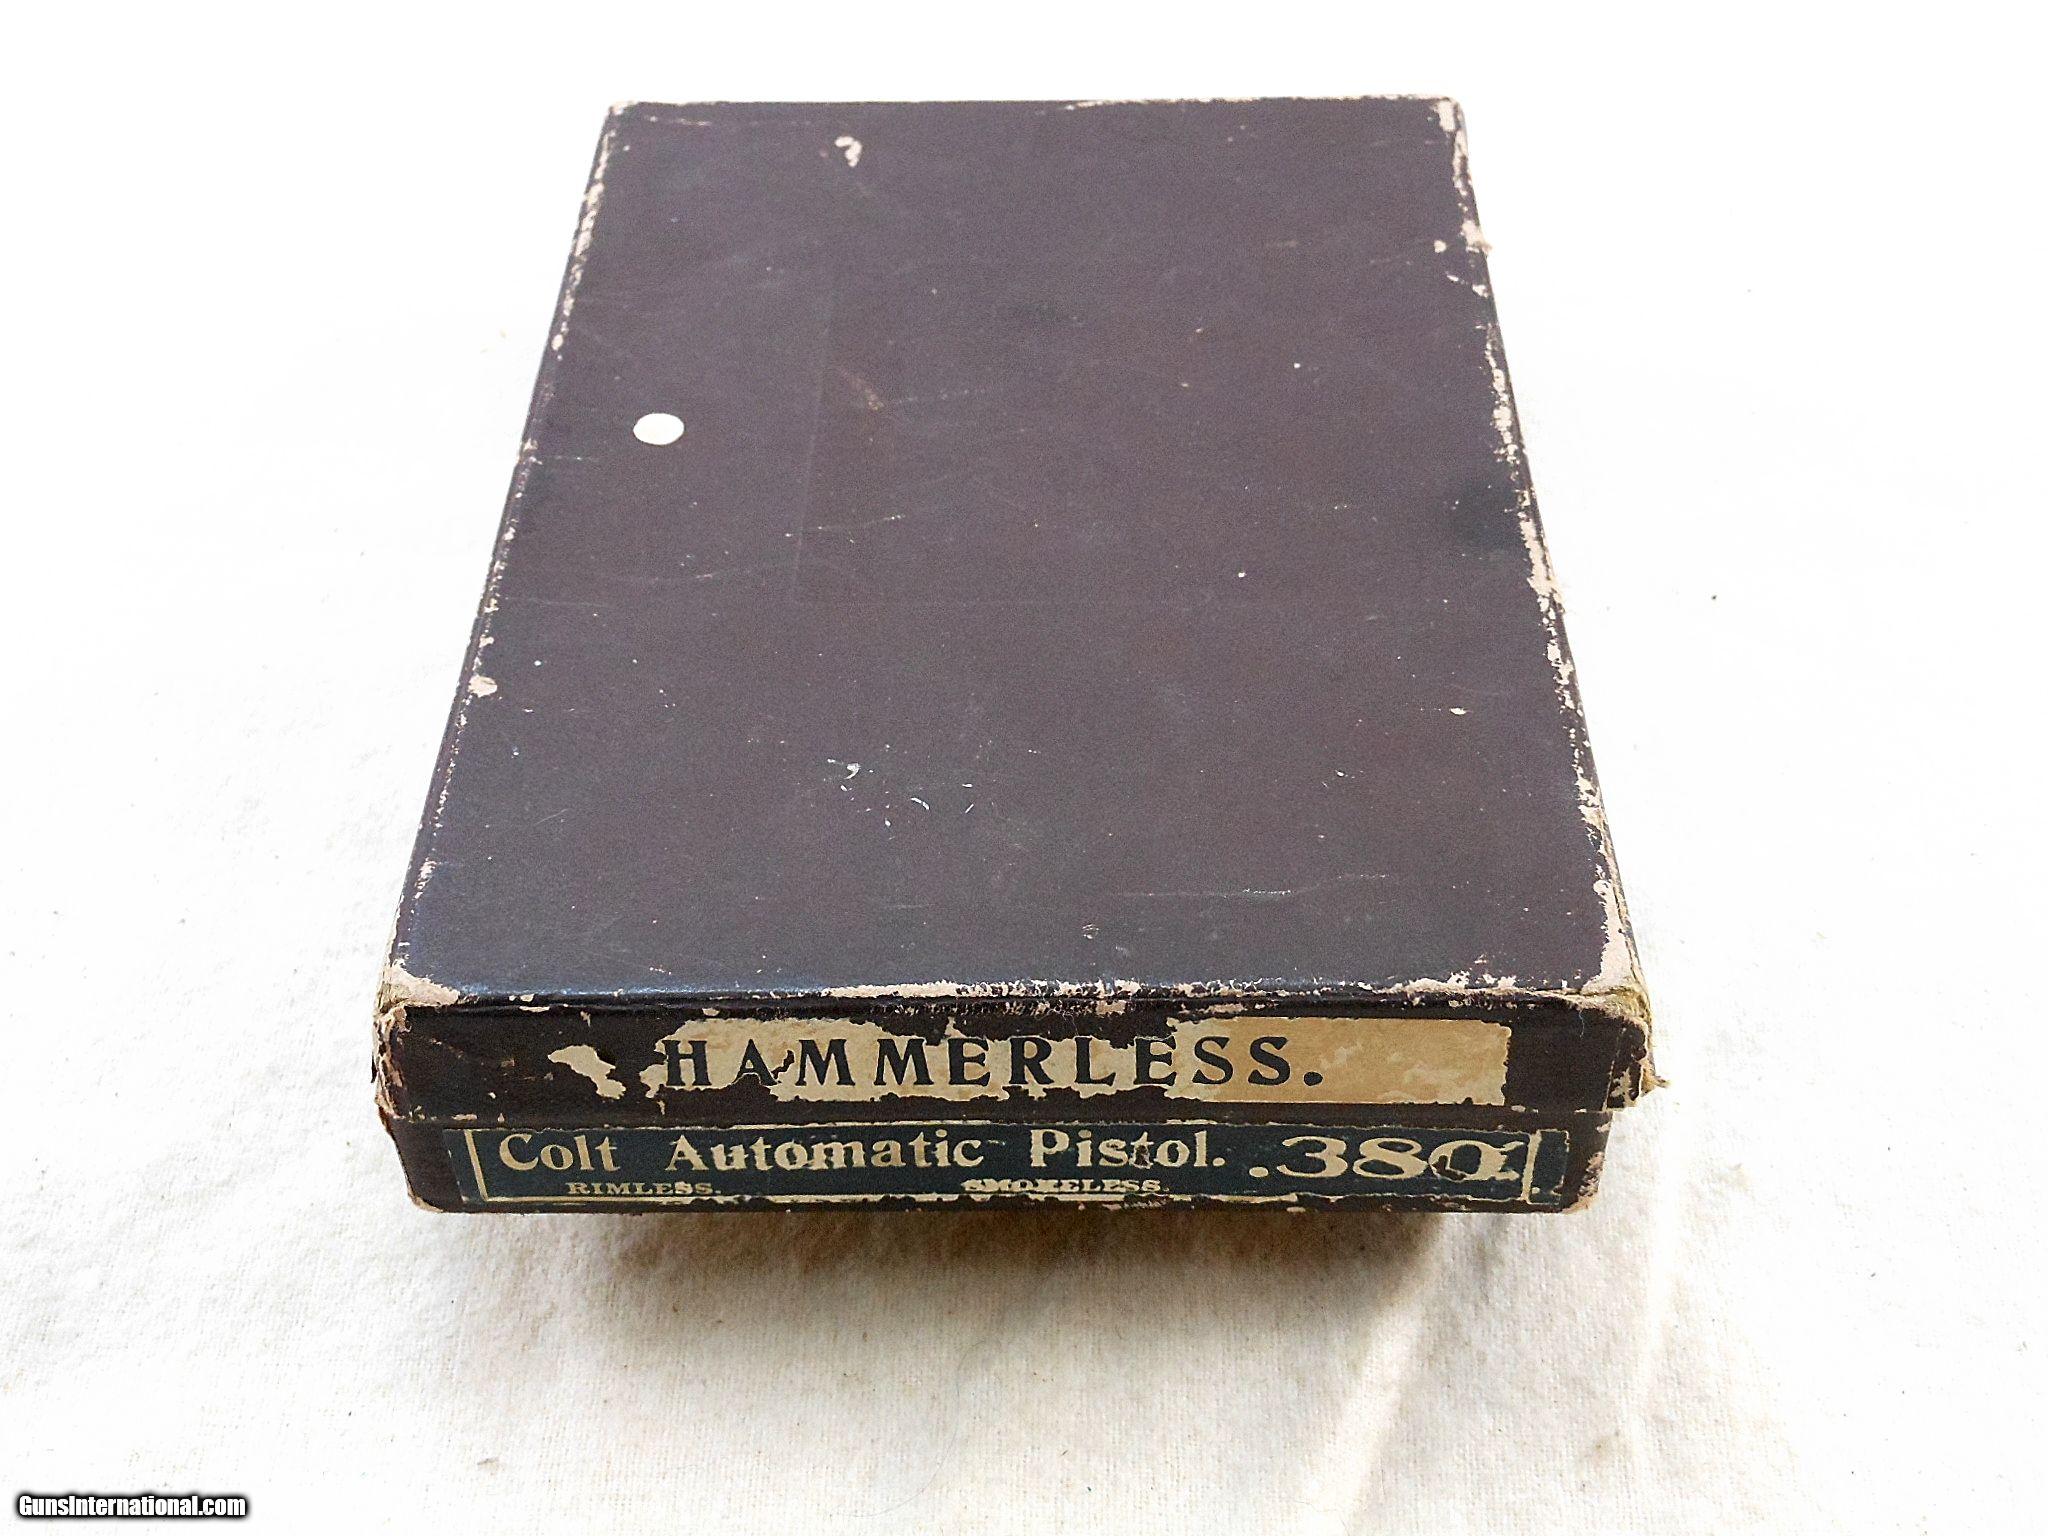 HAMMERLESS.
Colt Automatic Pistol. .380
RIMLESS. SMOKELESS.
GunsInternational.com